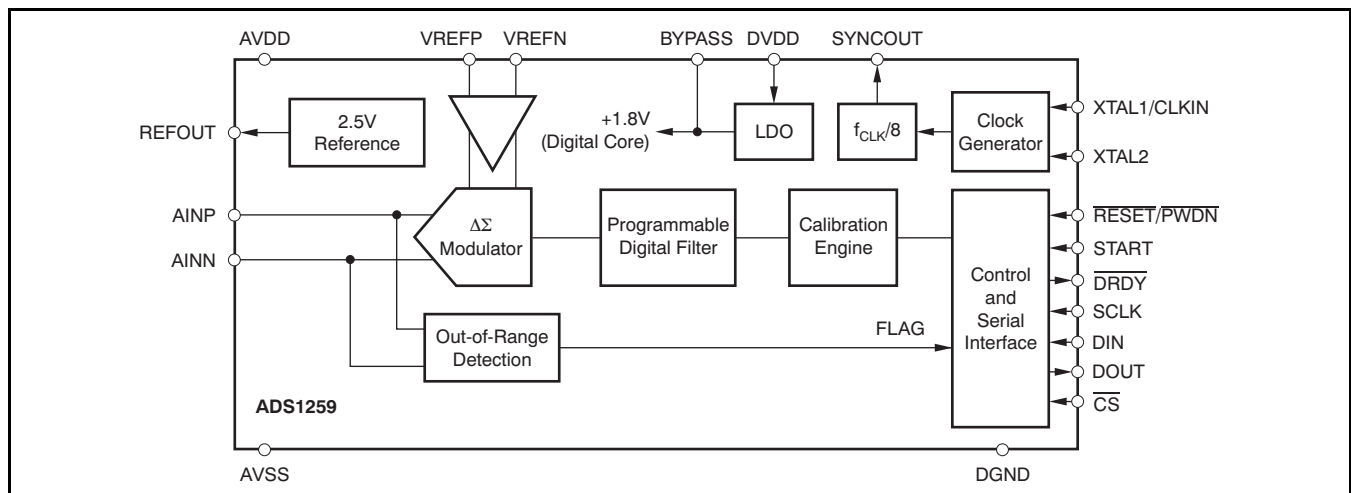 AVDD
VREFP
VREFN
BYPASS
DVDD
SYNCOUT
REFOUT
2.5V
Reference
+1.8V
(Digital Core)
LDO
fCLK/8
Clock
Generator
XTAL1/CLKIN
XTAL2
AINP
AINN
ΔΣ
Modulator
Programmable
Digital Filter
Calibration
Engine
Control
and
Serial
Interface
RESET/PWDN
START
DRDY
SCLK
DIN
DOUT
CS
Out-of-Range
Detection
FLAG
ADS1259
AVSS
DGND